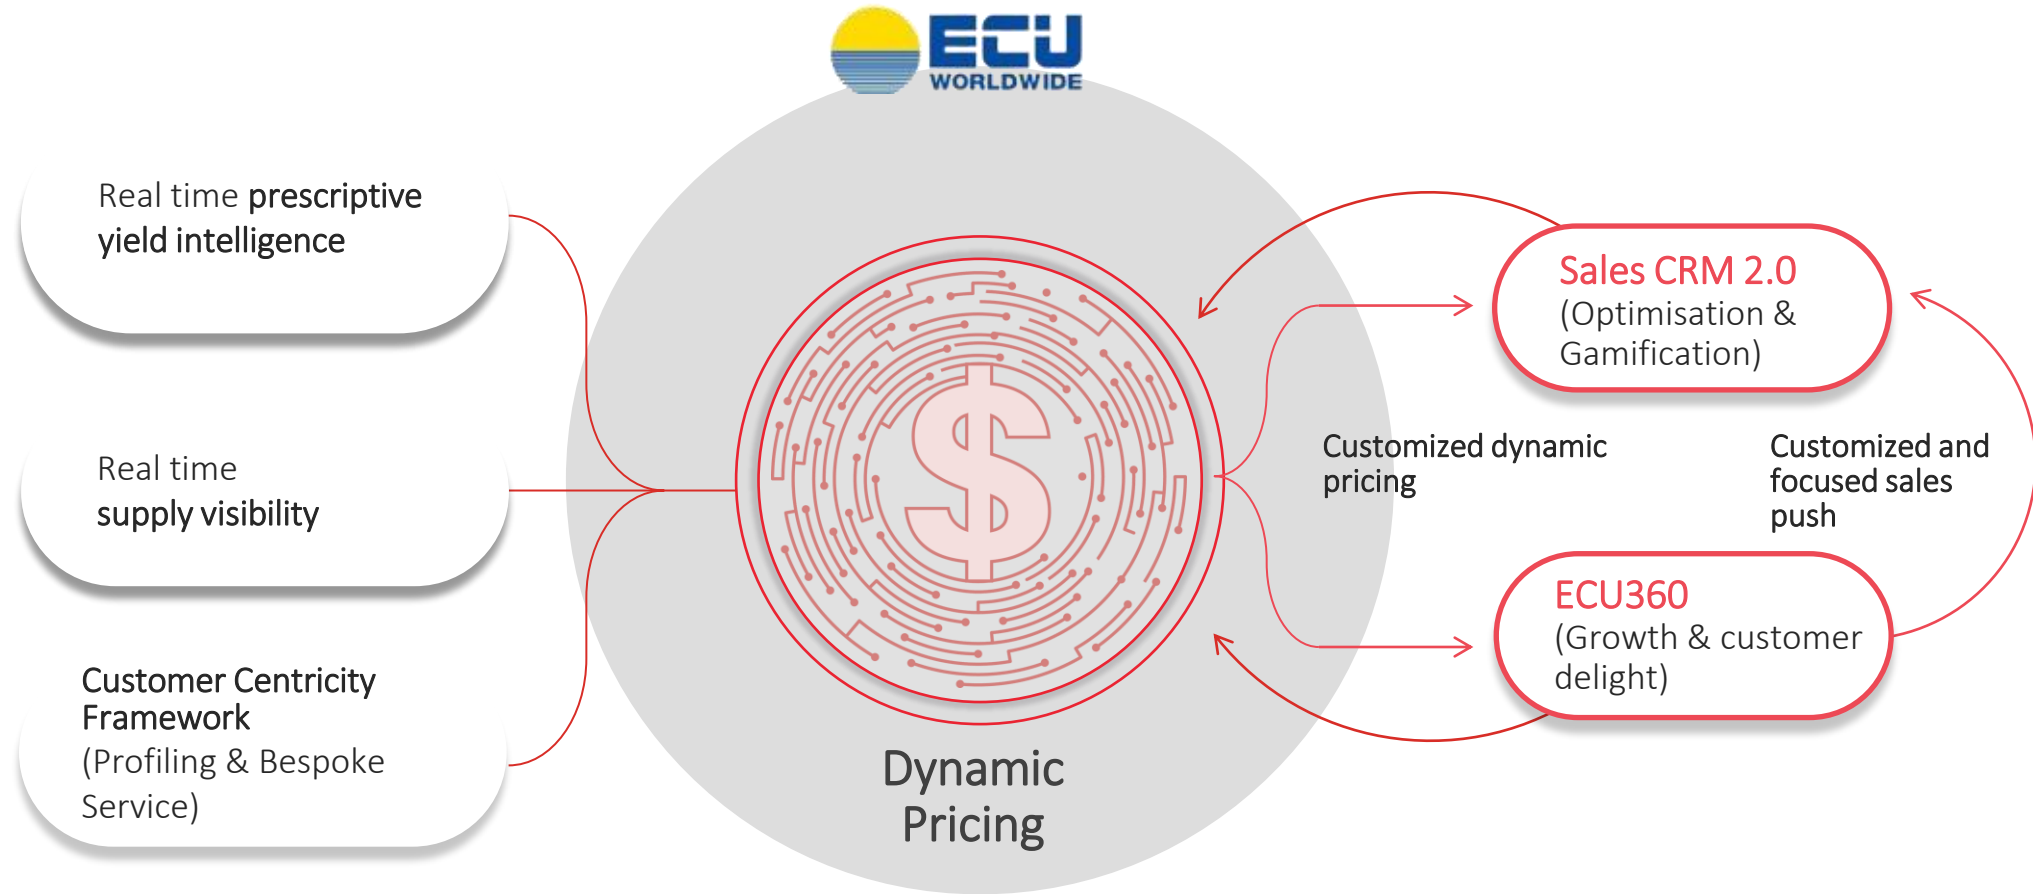 ECU
WORLDWIDE
Real time prescriptive
yield intelligence
Real time
supply visibility
Customer Centricity
Framework
(Profiling & Bespoke
Service)
$
Dynamic
Pricing
Customized dynamic
pricing
Sales CRM 2.0
(Optimisation &
Gamification)
Customized and
focused sales
push
ECU360
(Growth & customer
delight)